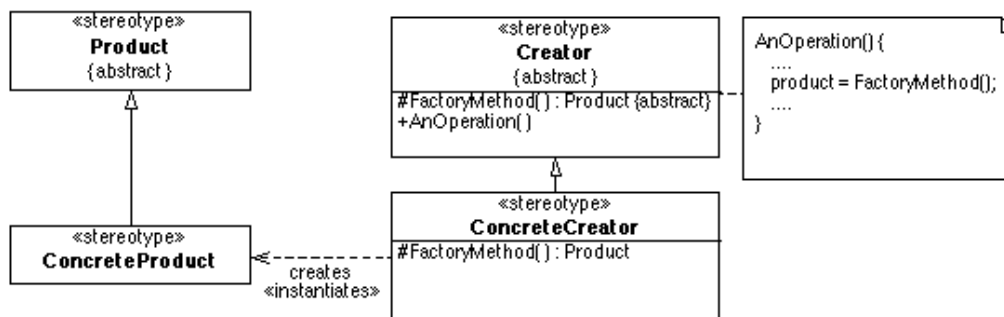 «stereotype»
Product
{abstract}
«stereotype»
Creator
{abstract}
#FactoryMethod() : Product {abstract}
+AnOperation()
AnOperation() {
....
product = FactoryMethod();
....
}
«stereotype»
ConcreteProduct
creates
«instantiates»
«stereotype»
ConcreteCreator
#FactoryMethod() : Product